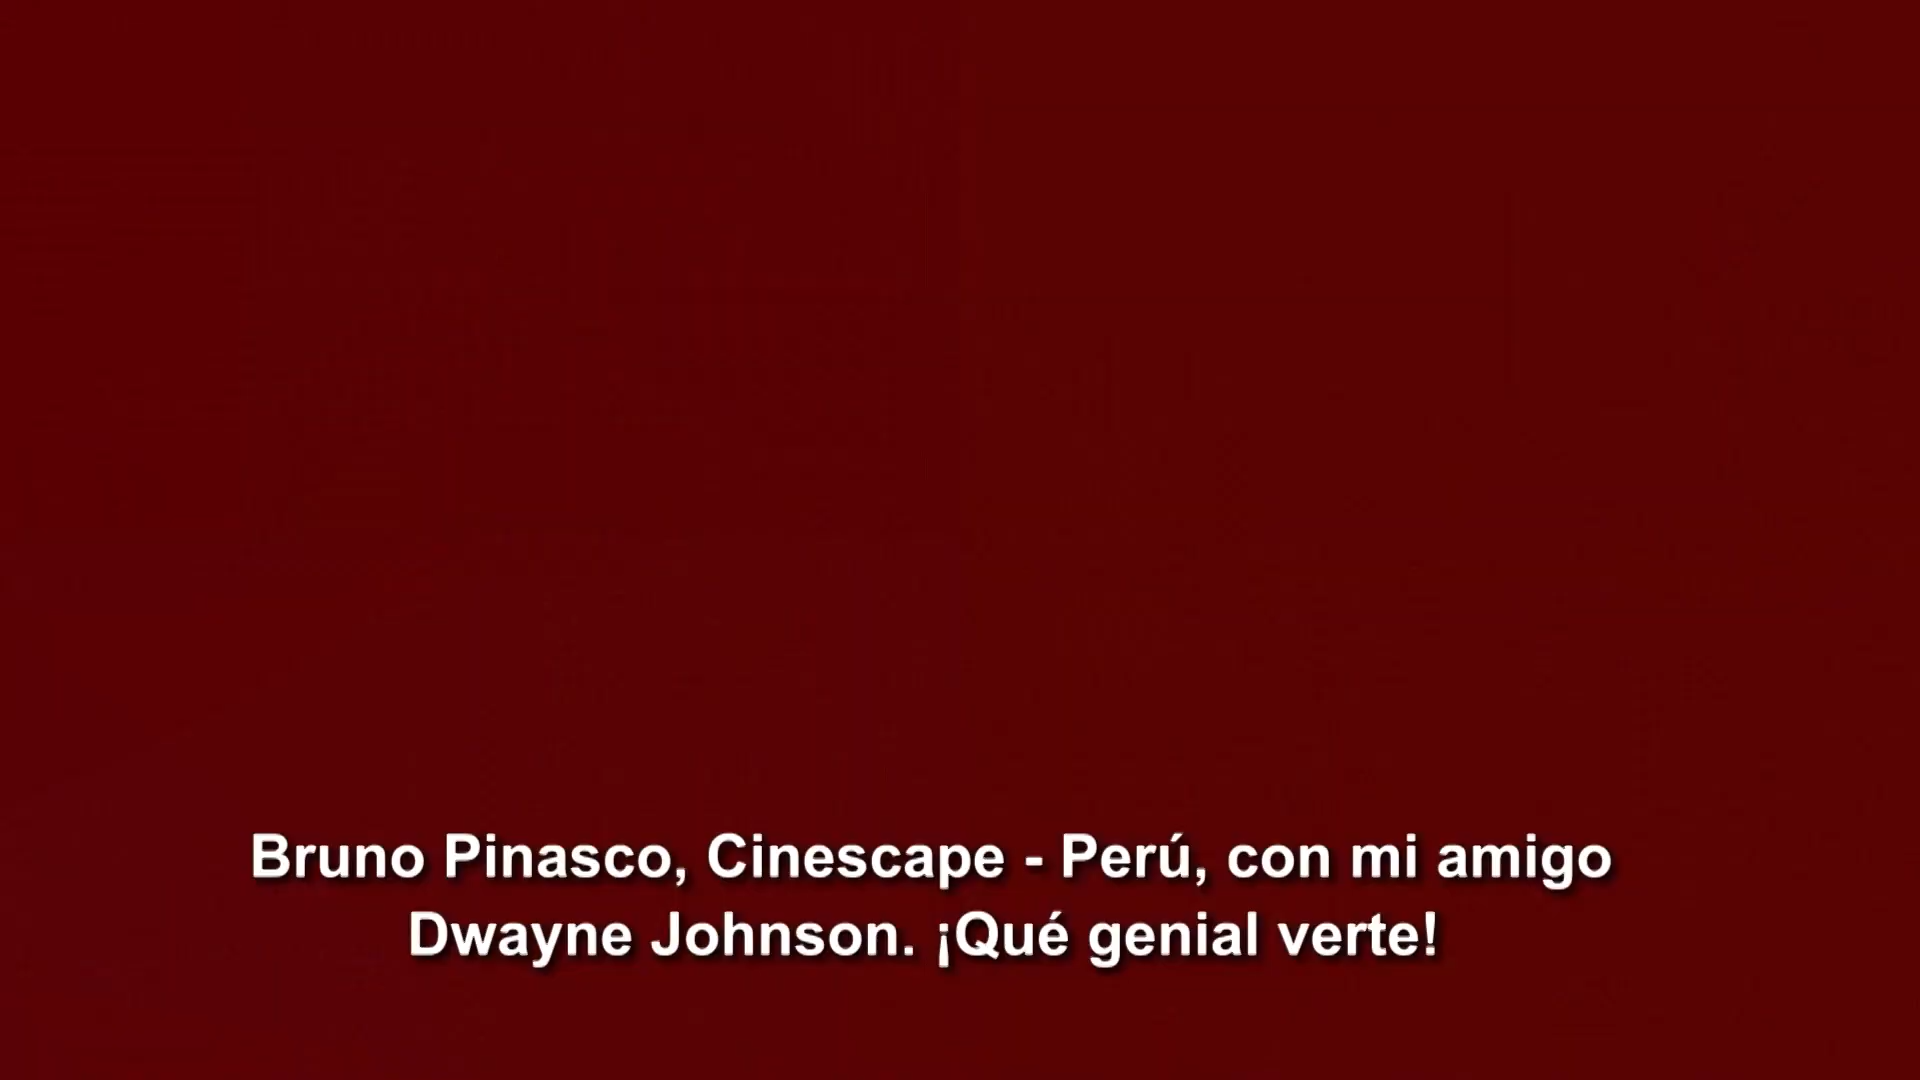 Bruno Pinasco, Cinescape - Perú, con mi amigo
Dwayne Johnson. ¡Qué genial verte!